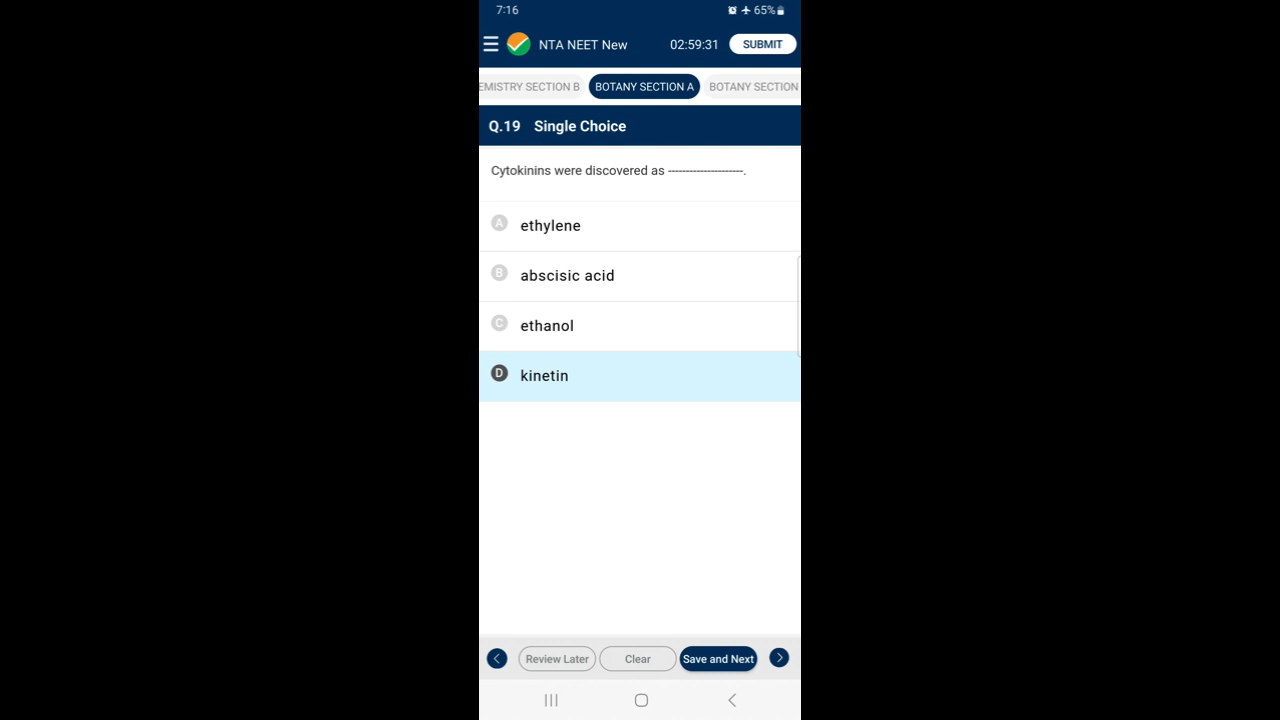 7:16 65%
NTA NEET New 02:59:31 SUBMIT
EMISTRY SECTION B BOTANY SECTION A BOTANY SECTION
Q.19 Single Choice
Cytokinins were discovered as ---------------------.
A ethylene
B abscisic acid
C ethanol
D kinetin
Review Later Clear Save and Next